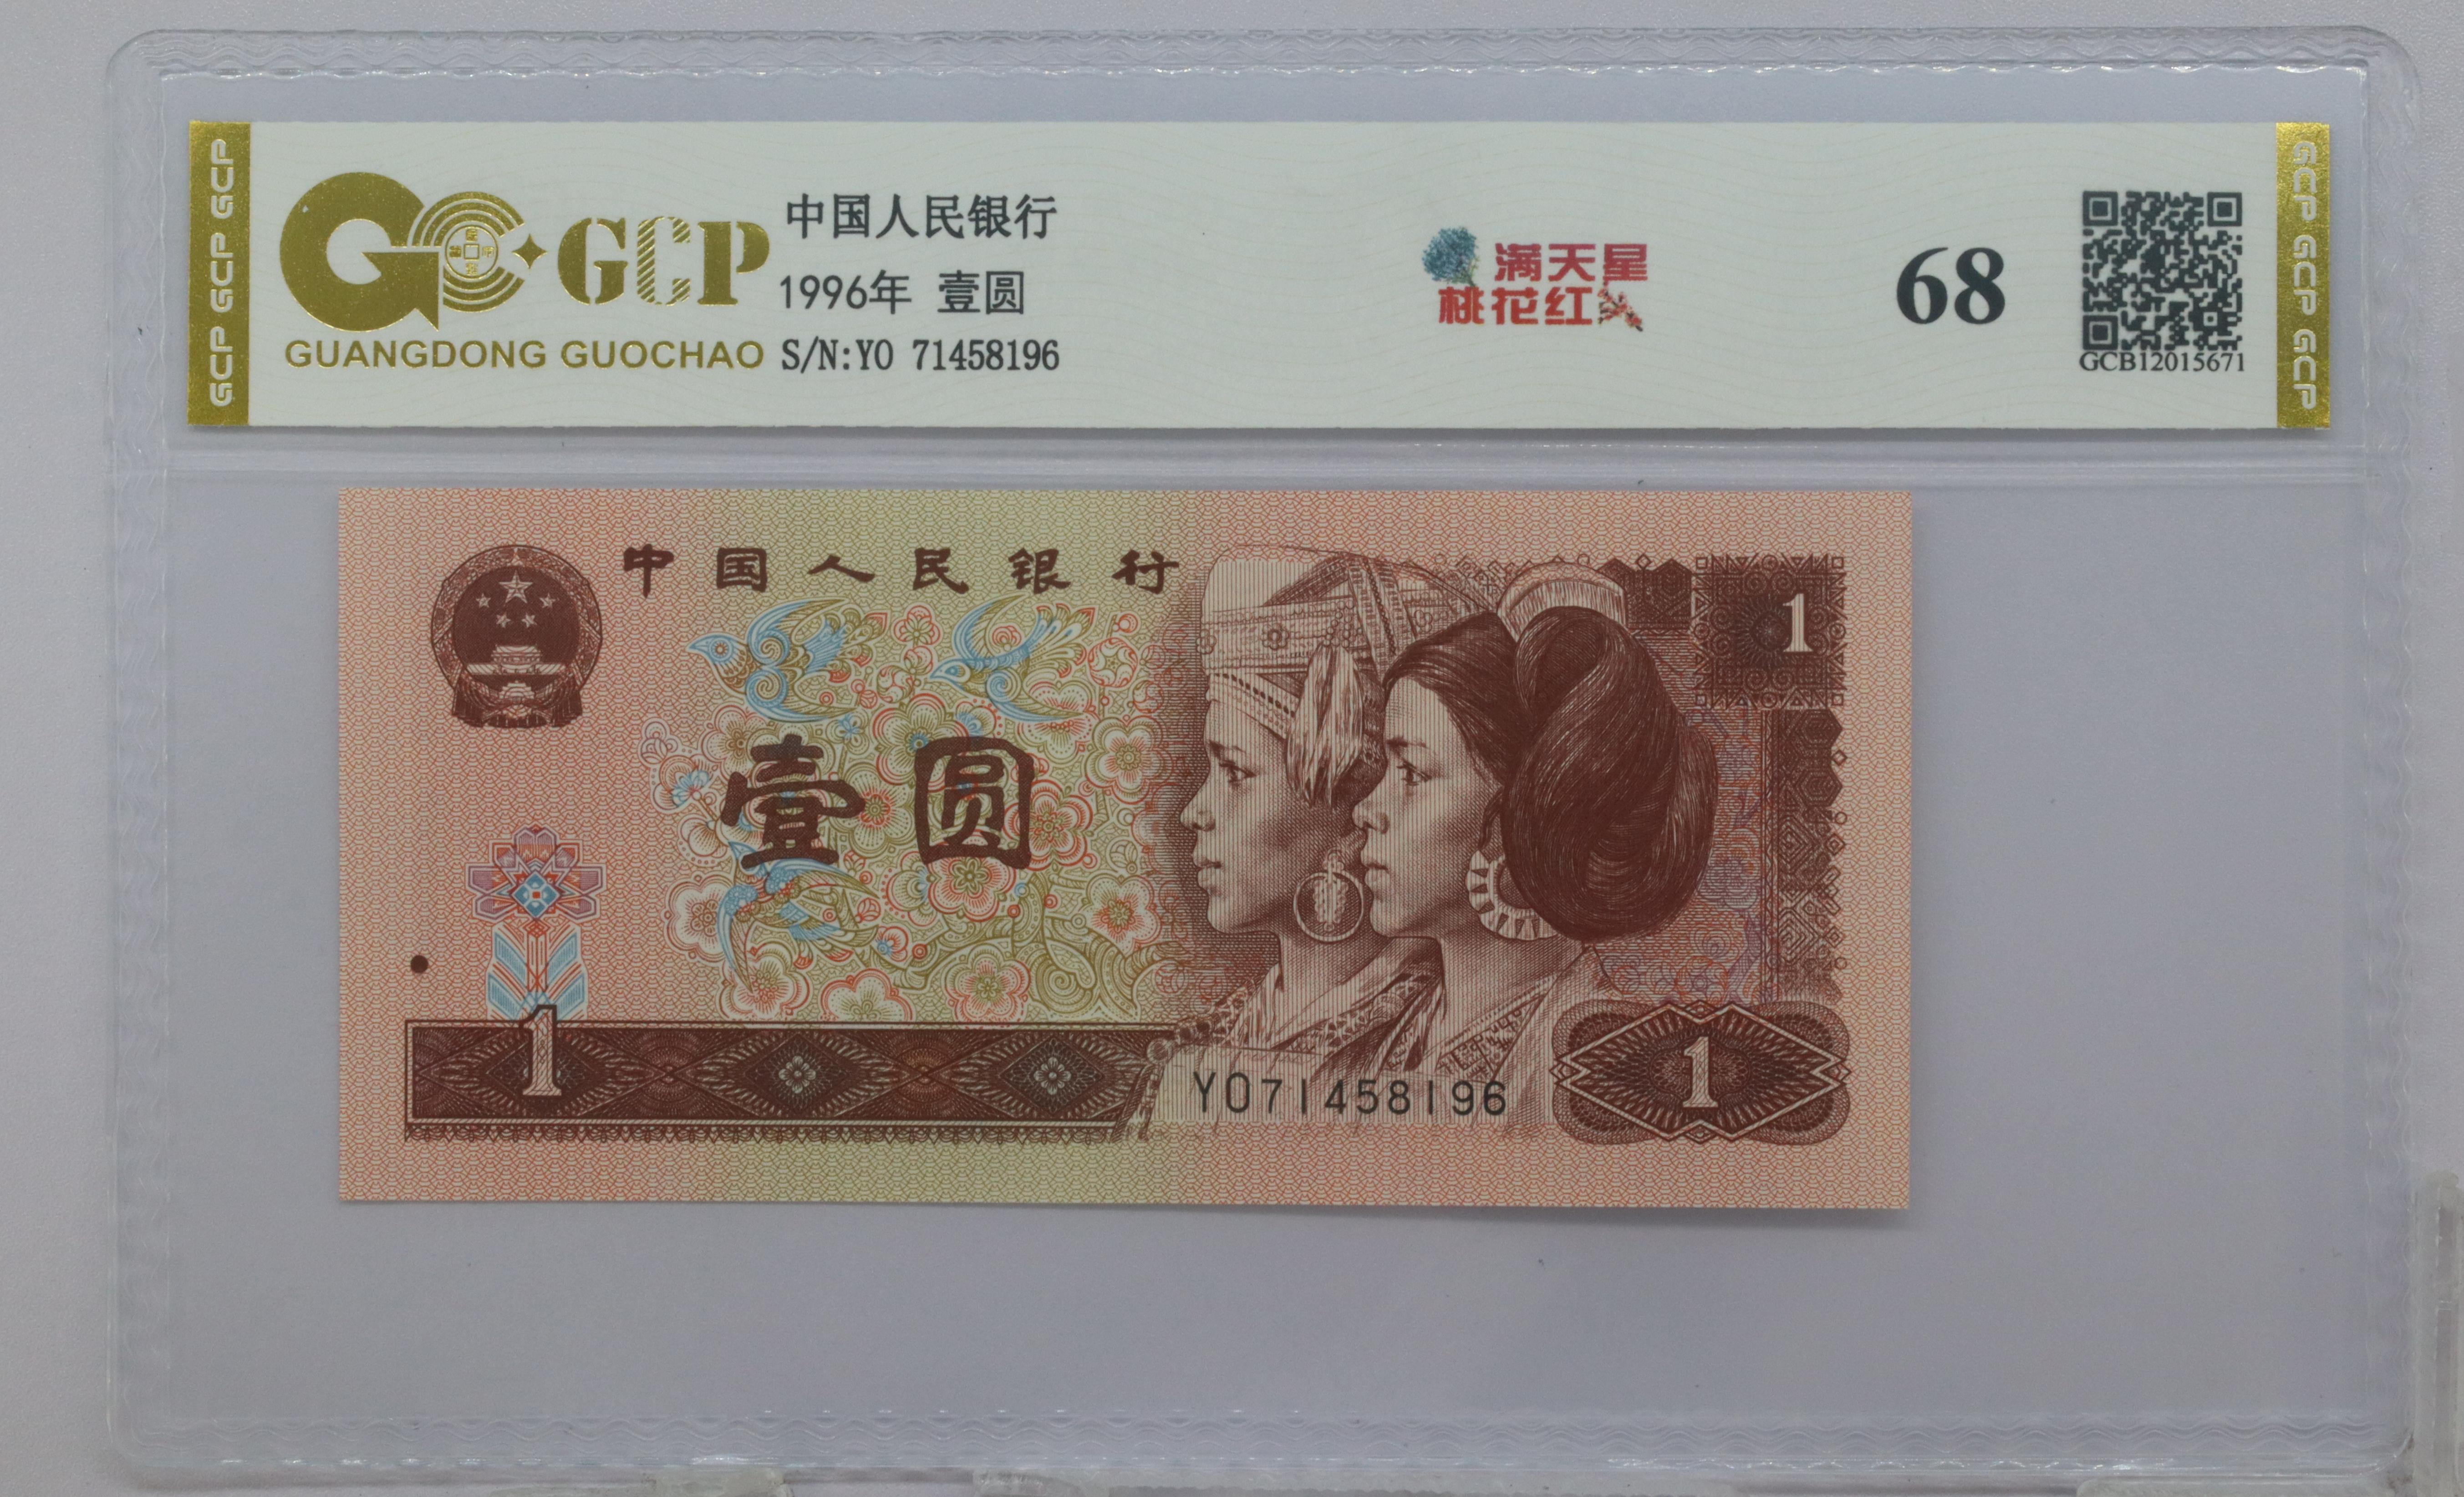 GCP GCP GCP
GCP
GUANGDONG GUOCHAO
中国人民银行
1996年 壹圆
S/N:Y0 71458196
满天星
桃花红
68
GCB12015671
GCP GCP GCP
中国人民银行
1
壹圆
1
Y071458196
1